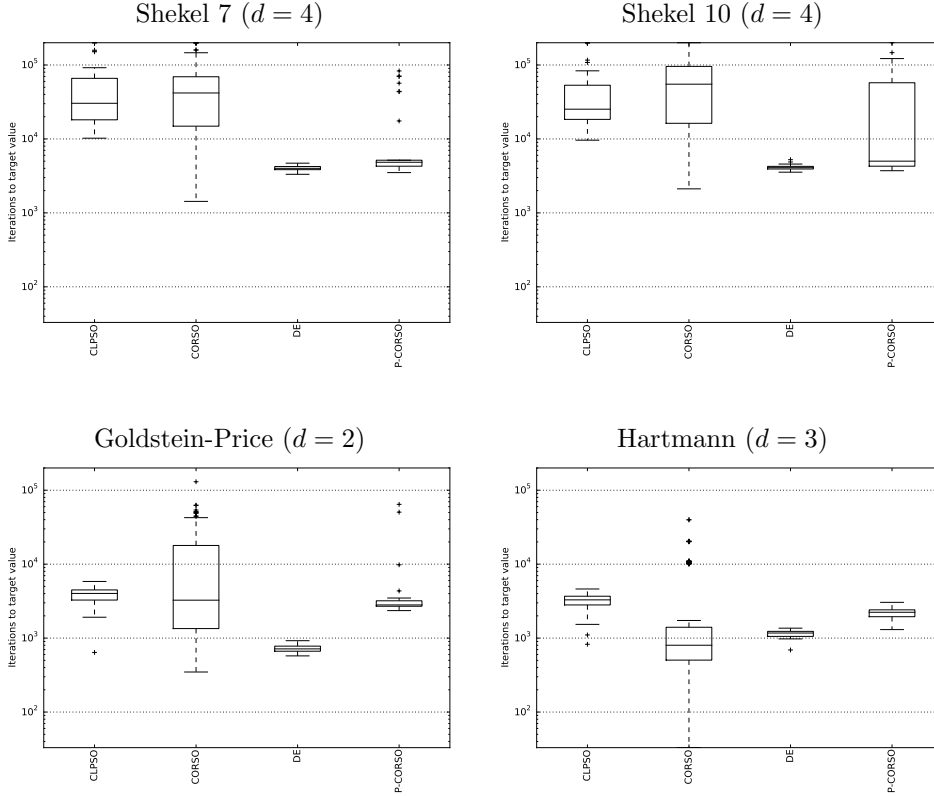 Shekel 7 (d = 4)
Iterations to target value
10^5
10^4
10^3
10^2
CLPSO
CORSO
DE
P-CORSO
Shekel 10 (d = 4)
Iterations to target value
10^5
10^4
10^3
10^2
CLPSO
CORSO
DE
P-CORSO
Goldstein-Price (d = 2)
Iterations to target value
10^5
10^4
10^3
10^2
CLPSO
CORSO
DE
P-CORSO
Hartmann (d = 3)
Iterations to target value
10^5
10^4
10^3
10^2
CLPSO
CORSO
DE
P-CORSO